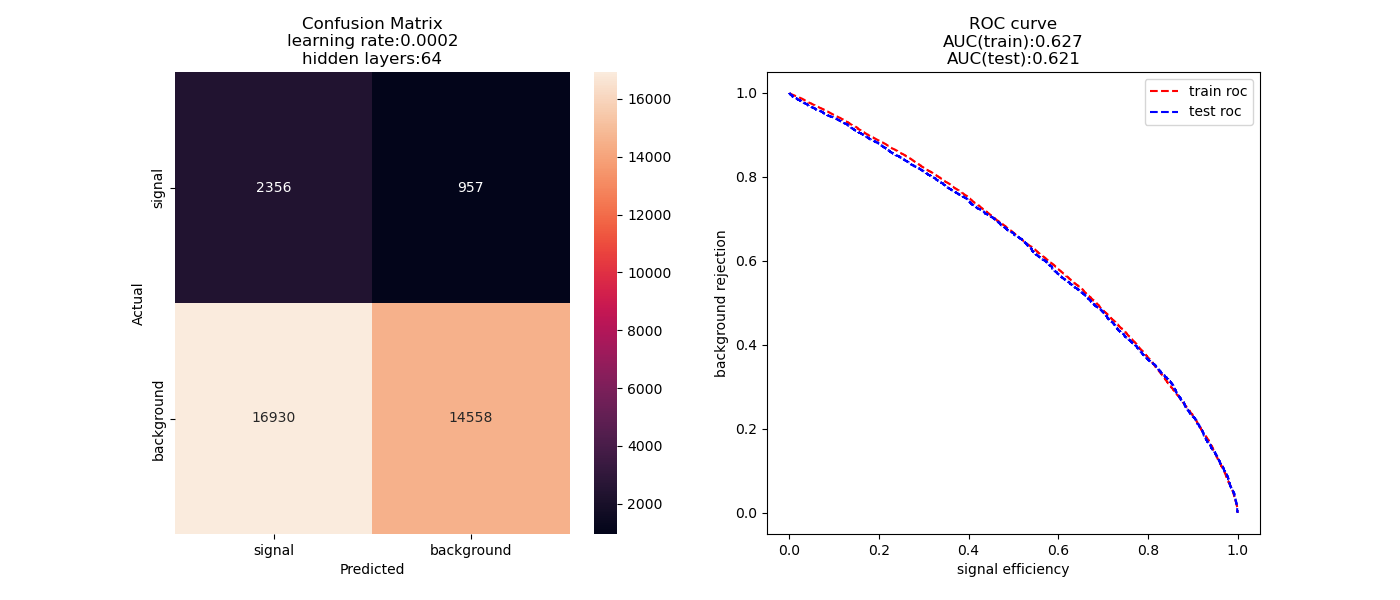 Confusion Matrix
learning rate:0.0002
hidden layers:64
signal
background
Actual
2356
957
16930
14558
signal
background
Predicted
16000
14000
12000
10000
8000
6000
4000
2000
ROC curve
AUC(train):0.627
AUC(test):0.621
train roc
test roc
background rejection
1.0
0.8
0.6
0.4
0.2
0.0
0.0
0.2
0.4
0.6
0.8
1.0
signal efficiency